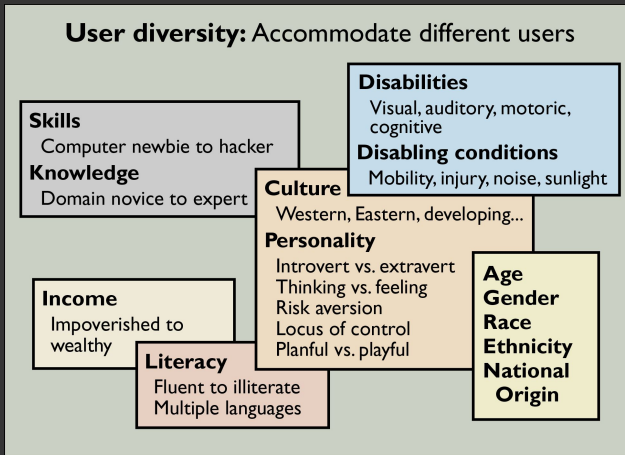 User diversity: Accommodate different users
Disabilities
Visual, auditory, motoric,
cognitive
Disabling conditions
Mobility, injury, noise, sunlight
Skills
Computer newbie to hacker
Knowledge
Domain novice to expert
Culture
Western, Eastern, developing...
Personality
Introvert vs. extravert
Thinking vs. feeling
Risk aversion
Locus of control
Planful vs. playful
Age
Gender
Race
Ethnicity
National
Origin
Income
Impoverished to
wealthy
Literacy
Fluent to illiterate
Multiple languages